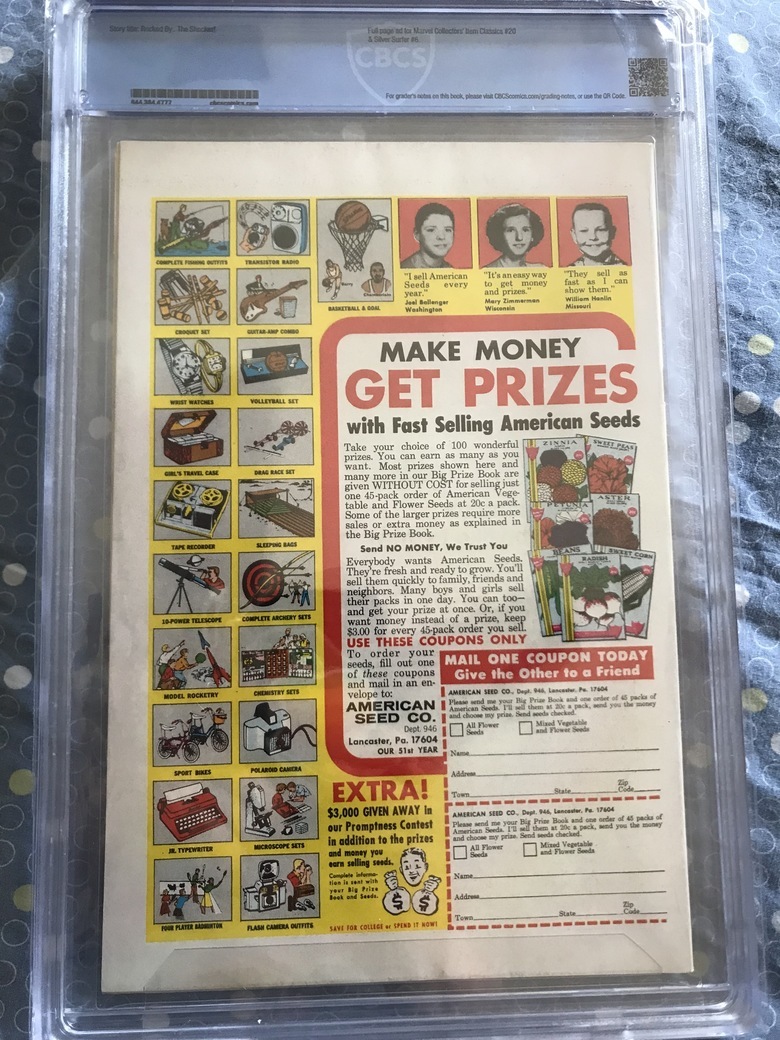 Story title: Rocked By.. The Shocker!
Full page ad for Marvel Collectors' Item Classics #20
& Silver Surfer #6
CBCS
For grader's notes on this book, please visit CBCScomics.com/grading-notes, or use the QR Code.
cbcscomics.com
COMPLETE FISHING OUTFITS
TRANSISTOR RADIO
CROQUET SET
GUITAR-AMP COMBO
BASKETBALL & GOAL
"I sell American
Seeds every
year."
Joel Bellenger
Washington
"It's an easy way
to get money
and prizes."
Mary Zimmerman
Wisconsin
"They sell as
fast as I can
show them."
William Henlin
Missouri
WRIST WATCHES
VOLLEYBALL SET
GIRL'S TRAVEL CASE
DRAG RACE SET
TAPE RECORDER
SLEEPING BAGS
10-POWER TELESCOPE
COMPLETE ARCHERY SETS
MODEL ROCKETRY
CHEMISTRY SETS
SPORT BIKES
POLAROID CAMERA
JR. TYPEWRITER
MICROSCOPE SETS
FOUR PLAYER BADMINTON
FLASH CAMERA OUTFITS
MAKE MONEY
GET PRIZES
with Fast Selling American Seeds
Take your choice of 100 wonderful
prizes. You can earn as many as you
want. Most prizes shown here and
many more in our Big Prize Book are
given WITHOUT COST for selling just
one 45-pack order of American Vege-
table and Flower Seeds at 20c a pack.
Some of the larger prizes require more
sales or extra money as explained in
the Big Prize Book.
Send NO MONEY, We Trust You
Everybody wants American Seeds.
They're fresh and ready to grow. You'll
sell them quickly to family, friends and
neighbors. Many boys and girls sell
their packs in one day. You can too—
and get your prize at once. Or, if you
want money instead of a prize, keep
$3.00 for every 45-pack order you sell.
USE THESE COUPONS ONLY
To order your
seeds, fill out one
of these coupons
and mail in an en-
velope to:
AMERICAN
SEED CO.
Dept. 946
Lancaster, Pa. 17604
OUR 51st YEAR
ZINNIA
SWEET PEAS
PETUNIA
ASTER
BEANS
RADISH
SWEET CORN
MAIL ONE COUPON TODAY
Give the Other to a Friend
AMERICAN SEED CO., Dept. 946, Lancaster, Pa. 17604
Please send me your Big Prize Book and one order of 45 packs of
American Seeds. I'll sell them at 20c a pack, send you the money
and choose my prize. Send seeds checked.
All Flower
Seeds
Mixed Vegetable
and Flower Seeds
Name
Address
Town State Zip
Code
AMERICAN SEED CO., Dept. 946, Lancaster, Pa. 17604
Please send me your Big Prize Book and one order of 45 packs of
American Seeds. I'll sell them at 20c a pack, send you the money
and choose my prize. Send seeds checked.
All Flower
Seeds
Mixed Vegetable
and Flower Seeds
Name
Address
Town State Zip
Code
EXTRA!
$3,000 GIVEN AWAY in
our Promptness Contest
in addition to the prizes
and money you
earn selling seeds.
Complete informa-
tion is sent with
your Big Prize
Book and Seeds.
$ $
SAVE FOR COLLEGE or SPEND IT NOW!